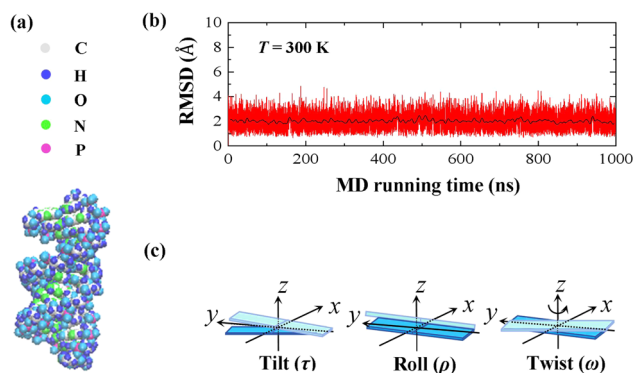 (a)
C
H
O
N
P
(b)
10
8
6
4
2
0
RMSD (Å)
T = 300 K
0 200 400 600 800 1000
MD running time (ns)
(c)
z
x
y
Tilt (τ)
z
x
y
Roll (ρ)
z
x
y
Twist (ω)